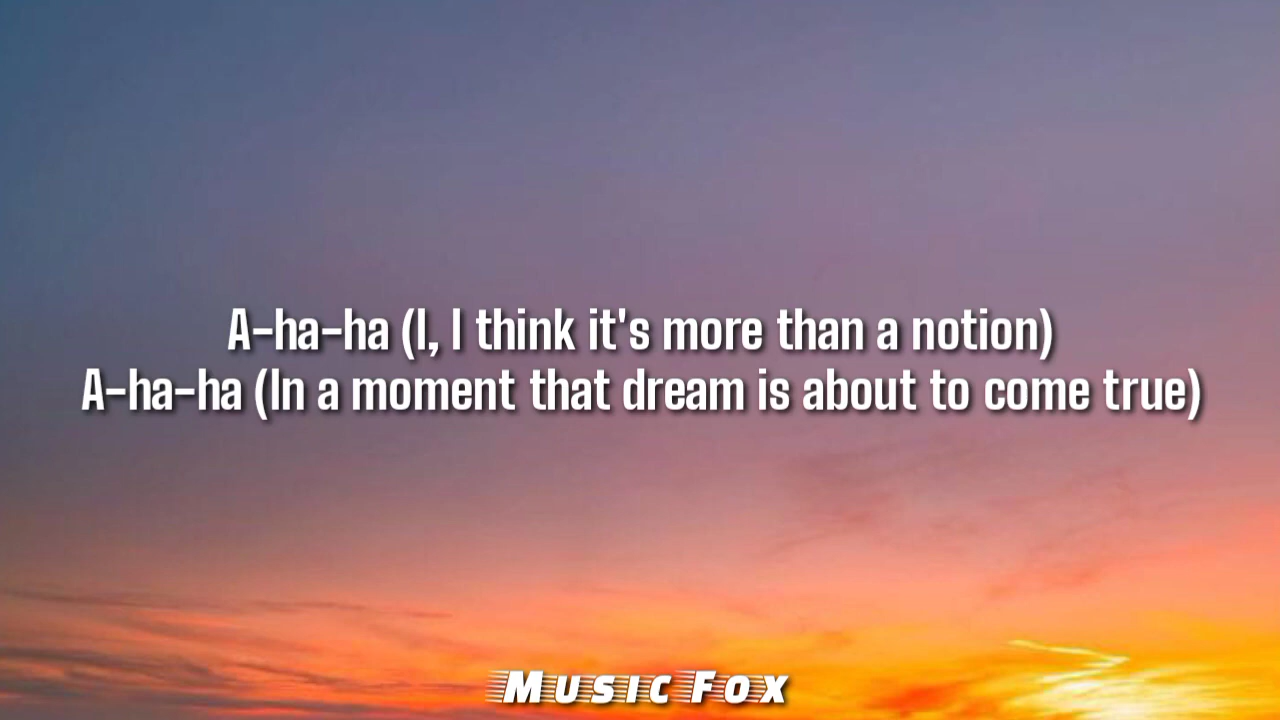 A-ha-ha (I, I think it's more than a notion)
A-ha-ha (In a moment that dream is about to come true)
Music Fox